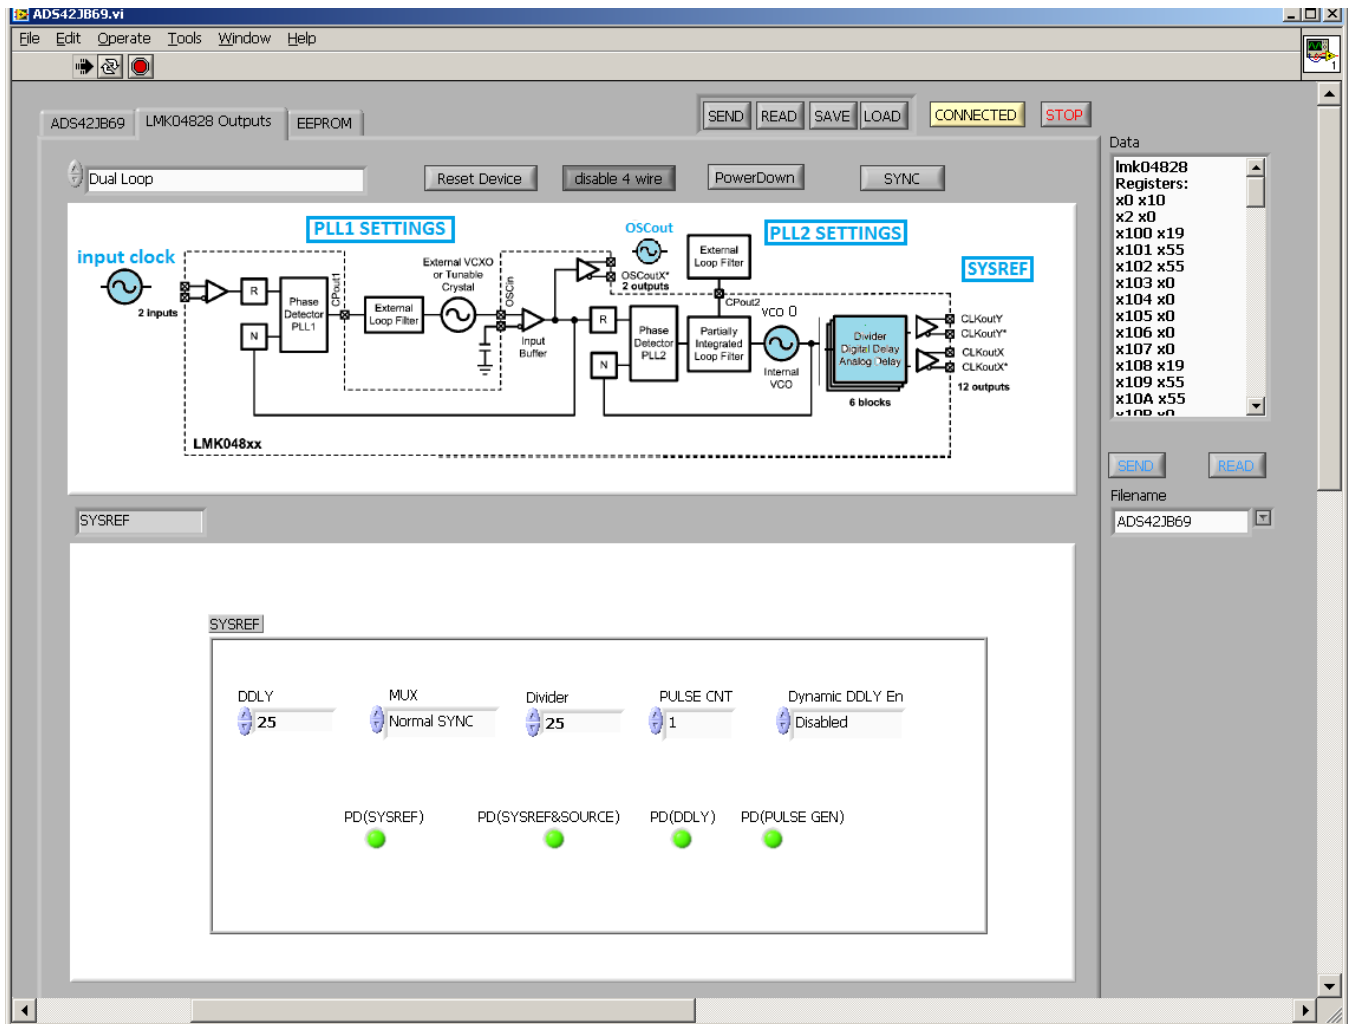 ADS42JB69.vi
File Edit Operate Tools Window Help
1
ADS42JB69 LMK04828 Outputs EEPROM
SEND READ SAVE LOAD CONNECTED STOP
Dual Loop Reset Device disable 4 wire PowerDown SYNC
PLL1 SETTINGS
OSCout
PLL2 SETTINGS
SYSREF
input clock
2 inputs
R
N
Phase
Detector
PLL1
CPout1
External
Loop Filter
External VCXO
or Tunable
Crystal
OSCin
Input
Buffer
OSCoutX*
2 outputs
R
N
Phase
Detector
PLL2
External
Loop Filter
CPout2
Partially
Integrated
Loop Filter
VCO 0
Internal
VCO
Divider
Digital Delay
Analog Delay
6 blocks
CLKoutY
CLKoutY*
CLKoutX
CLKoutX*
12 outputs
LMK048xx
SYSREF
SYSREF
DDLY MUX Divider PULSE CNT Dynamic DDLY En
25 Normal SYNC 25 1 Disabled
PD(SYSREF) PD(SYSREF&SOURCE) PD(DDLY) PD(PULSE GEN)
Data
lmk04828
Registers:
x0 x10
x2 x0
x100 x19
x101 x55
x102 x55
x103 x0
x104 x0
x105 x0
x106 x0
x107 x0
x108 x19
x109 x55
x10A x55
x10B x0
SEND READ
Filename
ADS42JB69